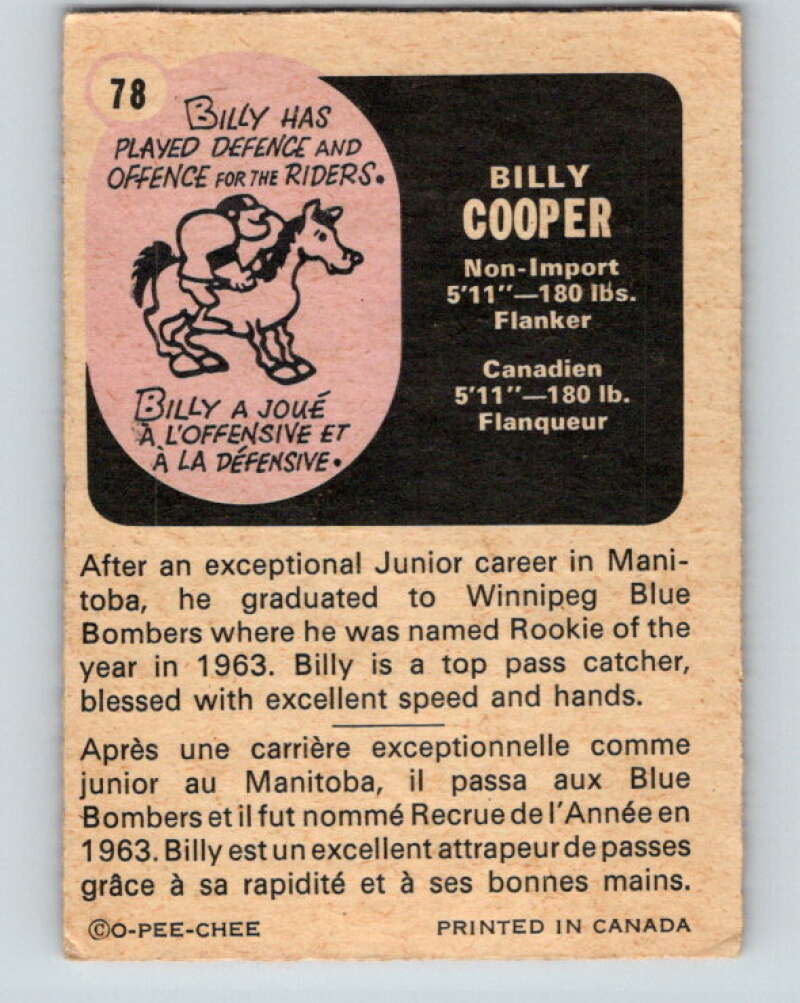 78
BILLY HAS
PLAYED DEFENCE AND
OFFENCE FOR THE RIDERS.
BILLY A JOUÉ
À L'OFFENSIVE ET
À LA DÉFENSIVE.
BILLY
COOPER
Non-Import
5'11"—180 lbs.
Flanker
Canadien
5'11"—180 lb.
Flanqueur
After an exceptional Junior career in Mani-
toba, he graduated to Winnipeg Blue
Bombers where he was named Rookie of the
year in 1963. Billy is a top pass catcher,
blessed with excellent speed and hands.
Après une carrière exceptionnelle comme
junior au Manitoba, il passa aux Blue
Bombers et il fut nommé Recrue de l'Année en
1963. Billy est un excellent attrapeur de passes
grâce à sa rapidité et à ses bonnes mains.
©O-PEE-CHEE PRINTED IN CANADA